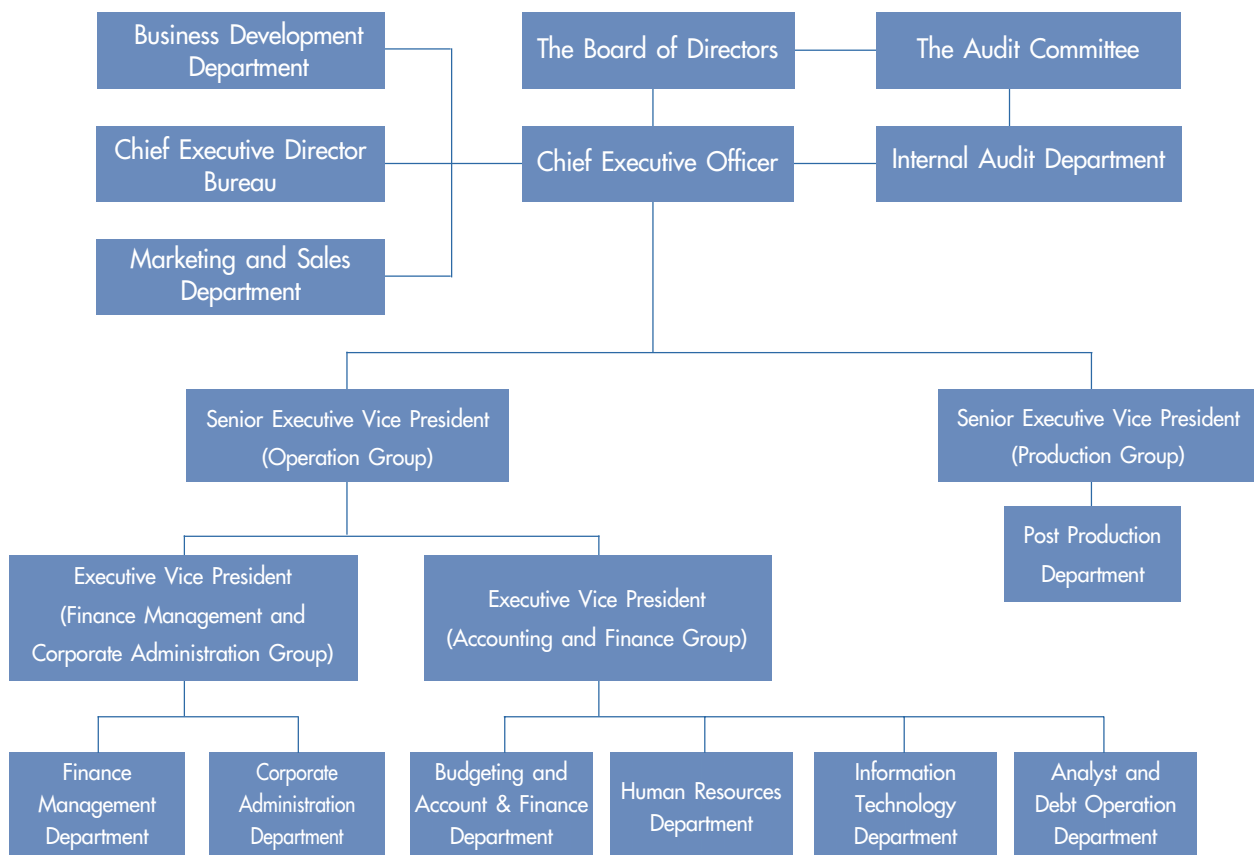 Business Development
Department
The Board of Directors
The Audit Committee
Chief Executive Director
Bureau
Chief Executive Officer
Internal Audit Department
Marketing and Sales
Department
Senior Executive Vice President
(Operation Group)
Senior Executive Vice President
(Production Group)
Post Production
Department
Executive Vice President
(Finance Management and
Corporate Administration Group)
Executive Vice President
(Accounting and Finance Group)
Finance
Management
Department
Corporate
Administration
Department
Budgeting and
Account & Finance
Department
Human Resources
Department
Information
Technology
Department
Analyst and
Debt Operation
Department